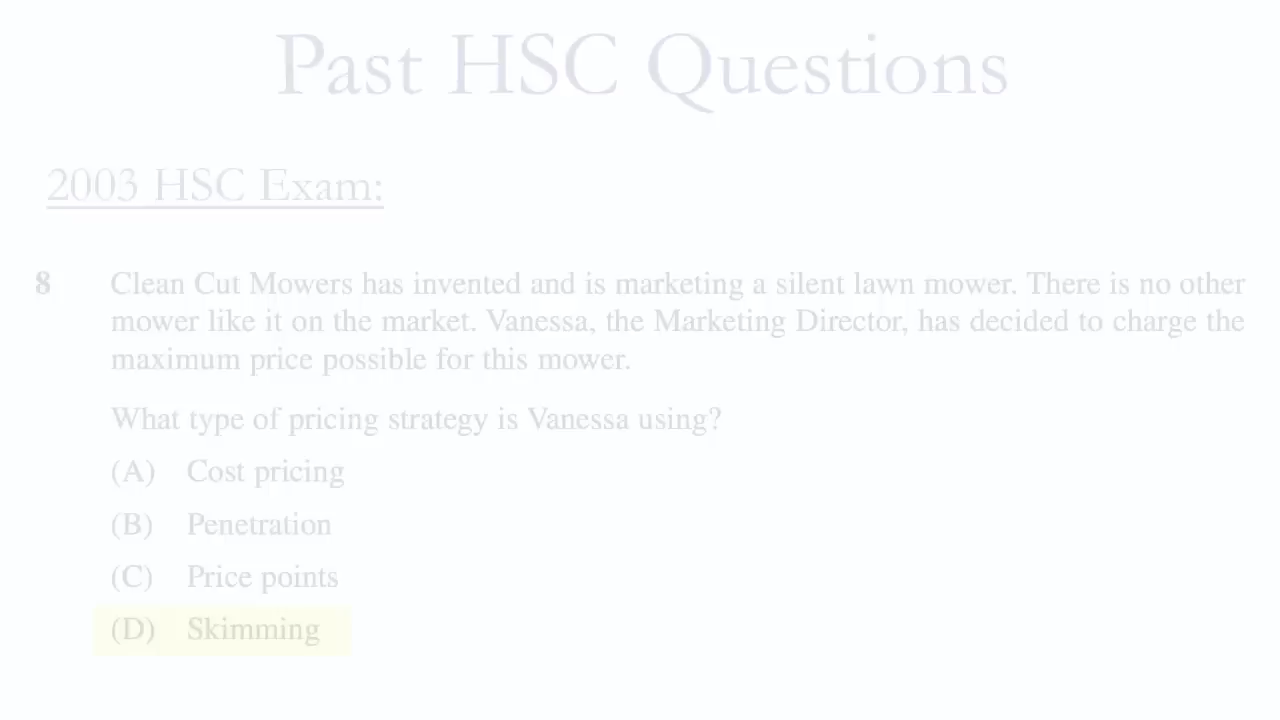 Past HSC Questions
2003 HSC Exam:
8 Clean Cut Mowers has invented and is marketing a silent lawn mower. There is no other
mower like it on the market. Vanessa, the Marketing Director, has decided to charge the
maximum price possible for this mower.
What type of pricing strategy is Vanessa using?
(A) Cost pricing
(B) Penetration
(C) Price points
(D) Skimming